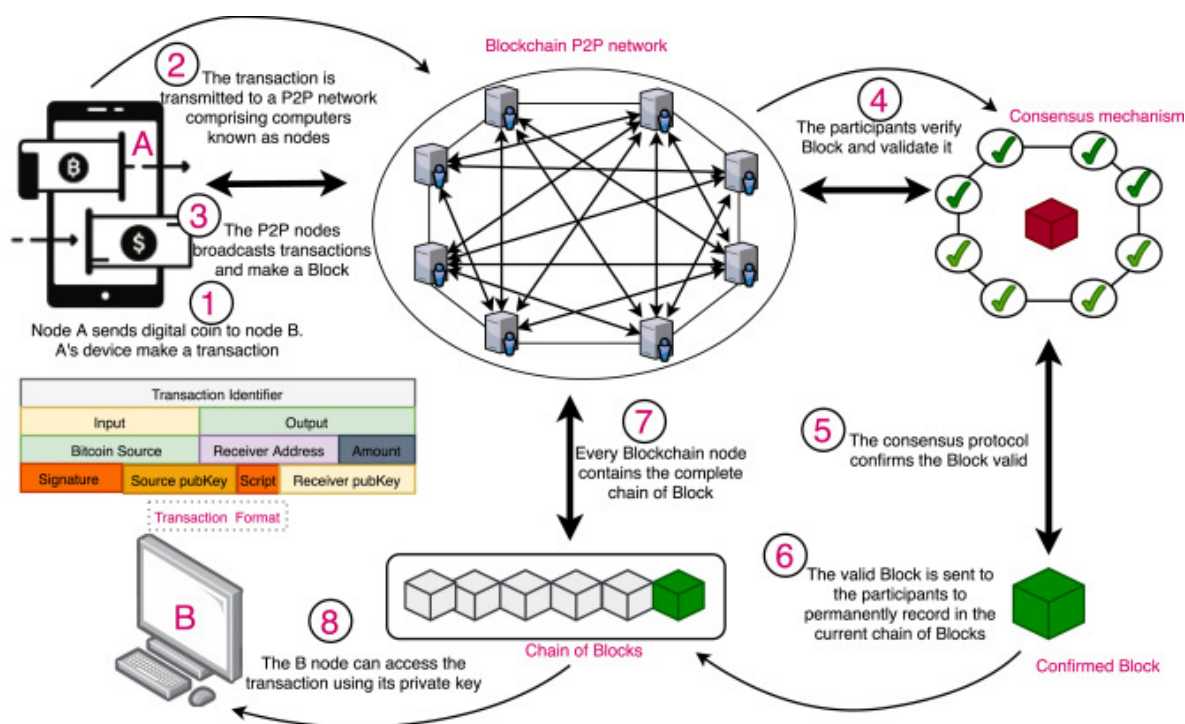 Blockchain P2P network
2
The transaction is
transmitted to a P2P network
comprising computers
known as nodes
A
3
The P2P nodes
broadcasts transactions
and make a Block
$
1
Node A sends digital coin to node B.
A's device make a transaction
4
The participants verify
Block and validate it
Consensus mechanism
Transaction Identifier
Input Output
Bitcoin Source Receiver Address Amount
Signature Source pubKey Script Receiver pubKey
Transaction Format
7
Every Blockchain node
contains the complete
chain of Block
5
The consensus protocol
confirms the Block valid
6
The valid Block is sent to
the participants to
permanently record in the
current chain of Blocks
Confirmed Block
Chain of Blocks
B
8
The B node can access the
transaction using its private key